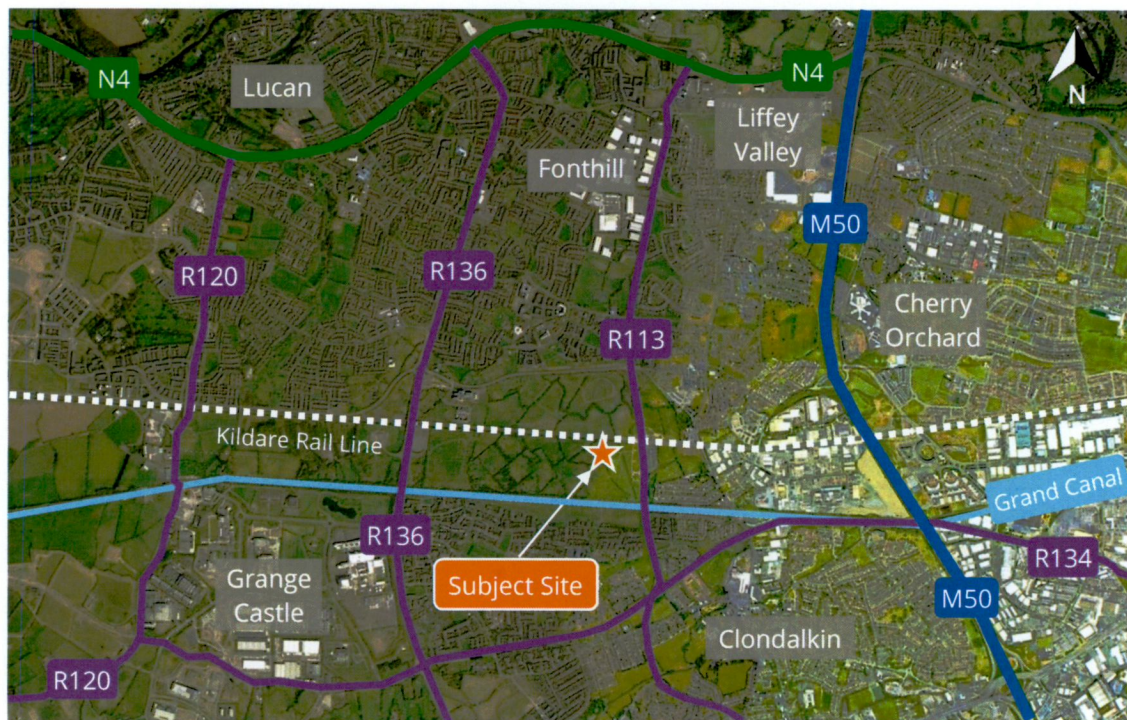 N4
Lucan
N4
N
Liffey
Valley
Fonthill
M50
R120
R136
Cherry
Orchard
R113
Kildare Rail Line
Grand Canal
R136
R134
Subject Site
Grange
Castle
M50
Clondalkin
R120